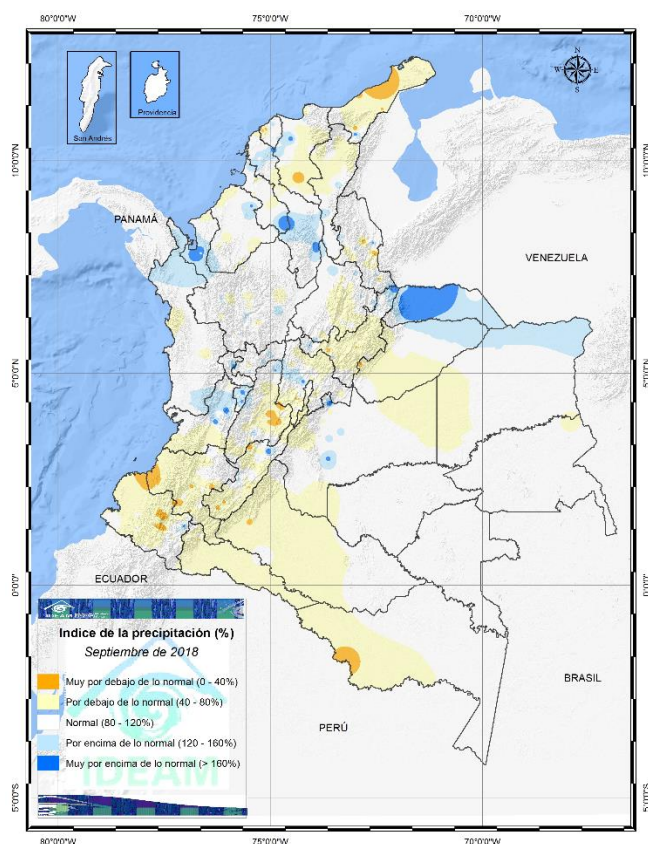 80°0'0"W 75°0'0"W 70°0'0"W
N
W E
S
San Andrés
Providencia
10°0'0"N 10°0'0"N
PANAMÁ
VENEZUELA
5°0'0"N 5°0'0"N
ECUADOR
0°0'0" 0°0'0"
Indice de la precipitación (%)
Septiembre de 2018
Muy por debajo de lo normal (0 - 40%)
Por debajo de lo normal (40 - 80%)
Normal (80 - 120%)
Por encima de lo normal (120 - 160%)
Muy por encima de lo normal (> 160%)
IDEAM
BRASIL
PERÚ
5°0'0"S 5°0'0"S
80°0'0"W 75°0'0"W 70°0'0"W